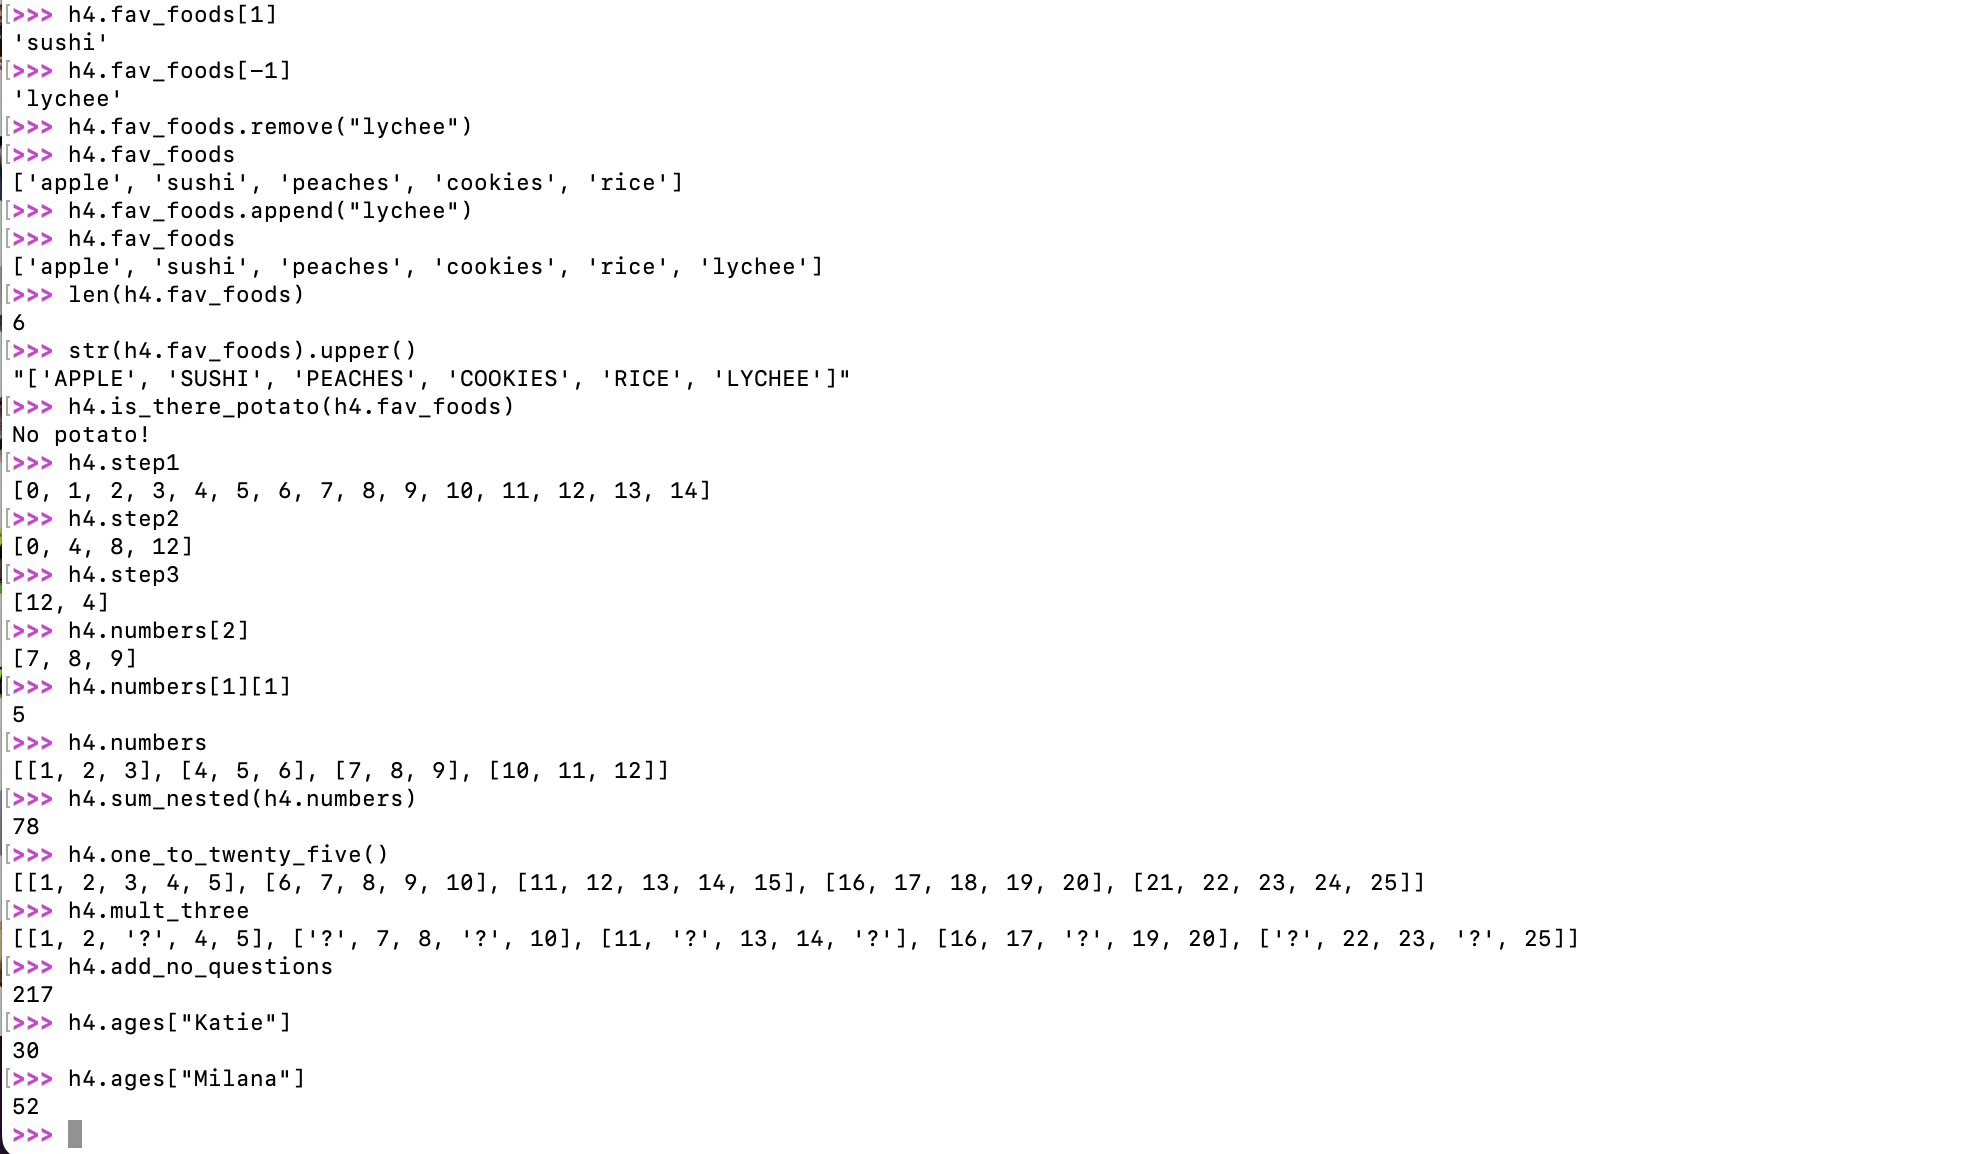 [>>> h4.fav_foods[1]
'sushi'
[>>> h4.fav_foods[-1]
'lychee'
[>>> h4.fav_foods.remove("lychee")
[>>> h4.fav_foods
['apple', 'sushi', 'peaches', 'cookies', 'rice']
[>>> h4.fav_foods.append("lychee")
[>>> h4.fav_foods
['apple', 'sushi', 'peaches', 'cookies', 'rice', 'lychee']
[>>> len(h4.fav_foods)
6
[>>> str(h4.fav_foods).upper()
"['APPLE', 'SUSHI', 'PEACHES', 'COOKIES', 'RICE', 'LYCHEE']"
[>>> h4.is_there_potato(h4.fav_foods)
No potato!
[>>> h4.step1
[0, 1, 2, 3, 4, 5, 6, 7, 8, 9, 10, 11, 12, 13, 14]
[>>> h4.step2
[0, 4, 8, 12]
[>>> h4.step3
[12, 4]
[>>> h4.numbers[2]
[7, 8, 9]
[>>> h4.numbers[1][1]
5
[>>> h4.numbers
[[1, 2, 3], [4, 5, 6], [7, 8, 9], [10, 11, 12]]
[>>> h4.sum_nested(h4.numbers)
78
[>>> h4.one_to_twenty_five()
[[1, 2, 3, 4, 5], [6, 7, 8, 9, 10], [11, 12, 13, 14, 15], [16, 17, 18, 19, 20], [21, 22, 23, 24, 25]]
[>>> h4.mult_three
[[1, 2, '?', 4, 5], ['?', 7, 8, '?', 10], [11, '?', 13, 14, '?'], [16, 17, '?', 19, 20], ['?', 22, 23, '?', 25]]
[>>> h4.add_no_questions
217
[>>> h4.ages["Katie"]
30
[>>> h4.ages["Milana"]
52
>>>